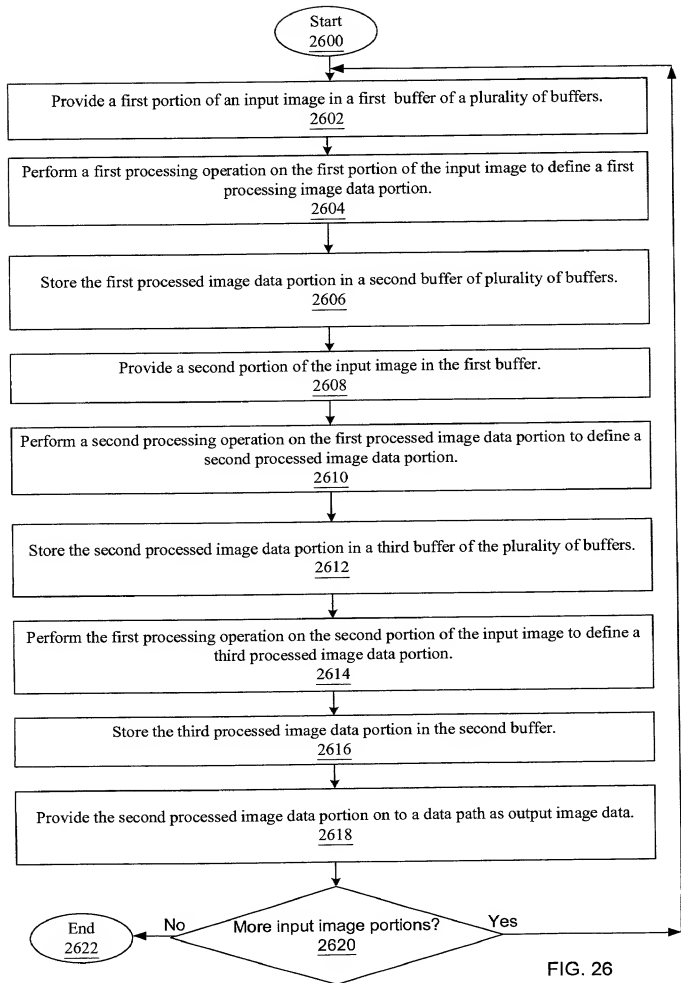 Start
2600
Provide a first portion of an input image in a first buffer of a plurality of buffers.
2602
Perform a first processing operation on the first portion of the input image to define a first
processing image data portion.
2604
Store the first processed image data portion in a second buffer of plurality of buffers.
2606
Provide a second portion of the input image in the first buffer.
2608
Perform a second processing operation on the first processed image data portion to define a
second processed image data portion.
2610
Store the second processed image data portion in a third buffer of the plurality of buffers.
2612
Perform the first processing operation on the second portion of the input image to define a
third processed image data portion.
2614
Store the third processed image data portion in the second buffer.
2616
Provide the second processed image data portion on to a data path as output image data.
2618
More input image portions?
2620
No
Yes
End
2622
FIG. 26